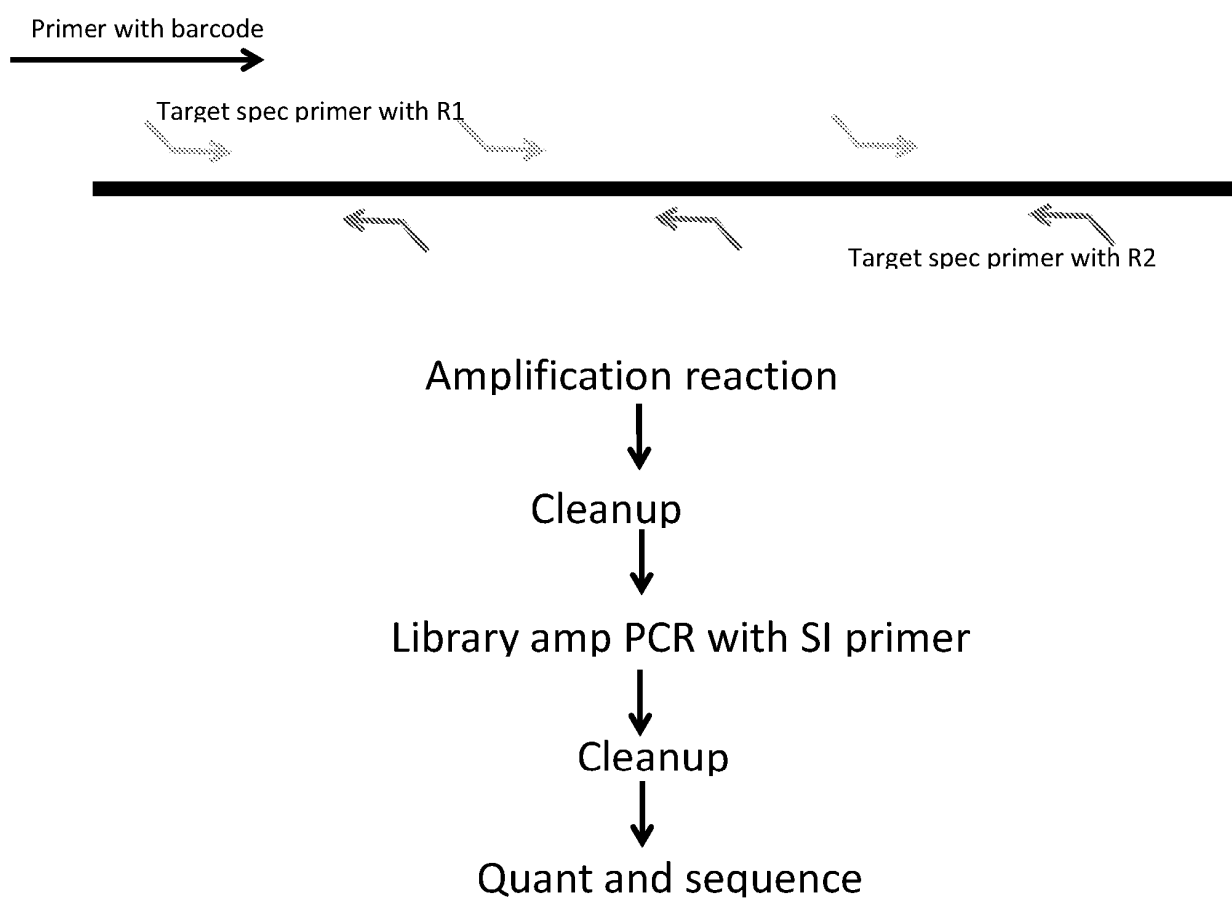 Primer with barcode
Target spec primer with R1
Target spec primer with R2
Amplification reaction
Cleanup
Library amp PCR with SI primer
Cleanup
Quant and sequence